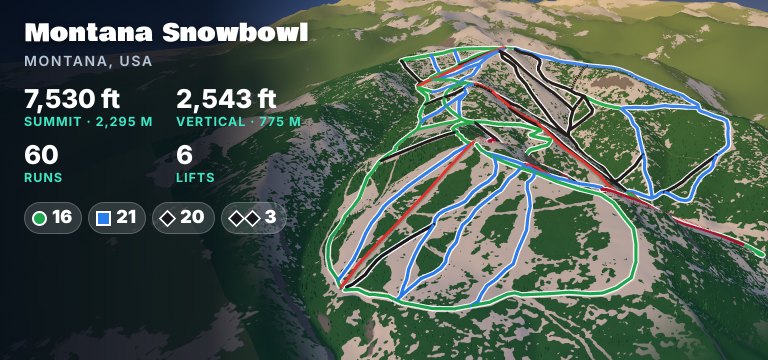 Montana Snowbowl
MONTANA, USA
7,530 ft
SUMMIT · 2,295 M
2,543 ft
VERTICAL · 775 M
60
RUNS
6
LIFTS
16
21
20
3